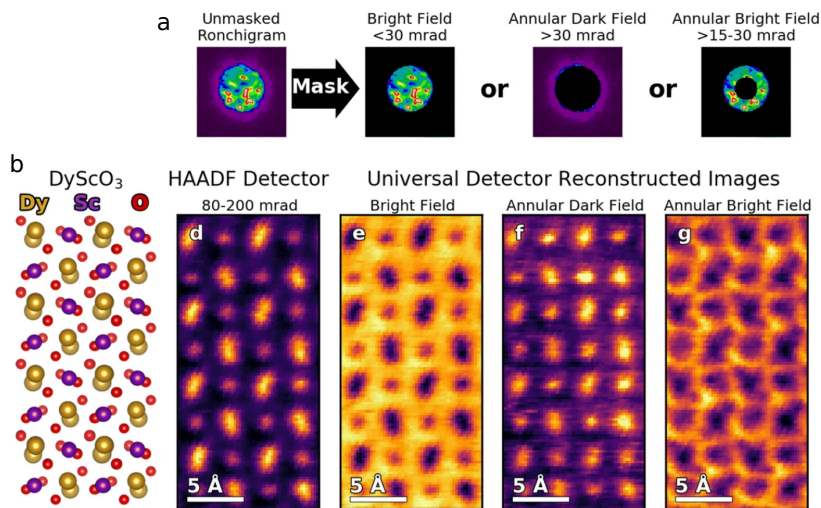 a
Unmasked
Ronchigram
Bright Field
<30 mrad
Annular Dark Field
>30 mrad
Annular Bright Field
>15-30 mrad
Mask
or
or
b
DyScO₃
HAADF Detector
Universal Detector Reconstructed Images
Dy Sc O
80-200 mrad
Bright Field
Annular Dark Field
Annular Bright Field
d
e
f
g
5 Å
5 Å
5 Å
5 Å